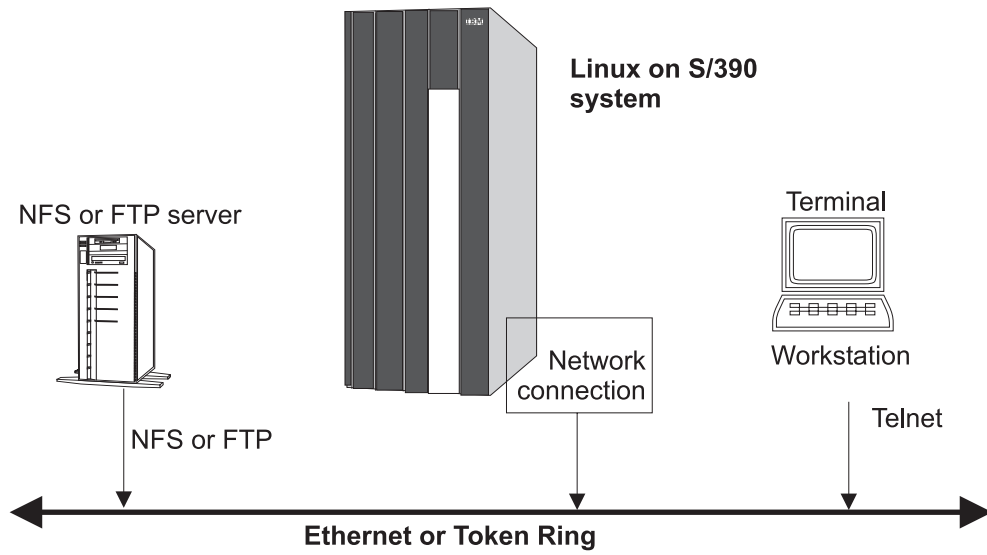 IBM
Linux on S/390
system
NFS or FTP server
Terminal
Network
connection
Workstation
NFS or FTP
Telnet
Ethernet or Token Ring